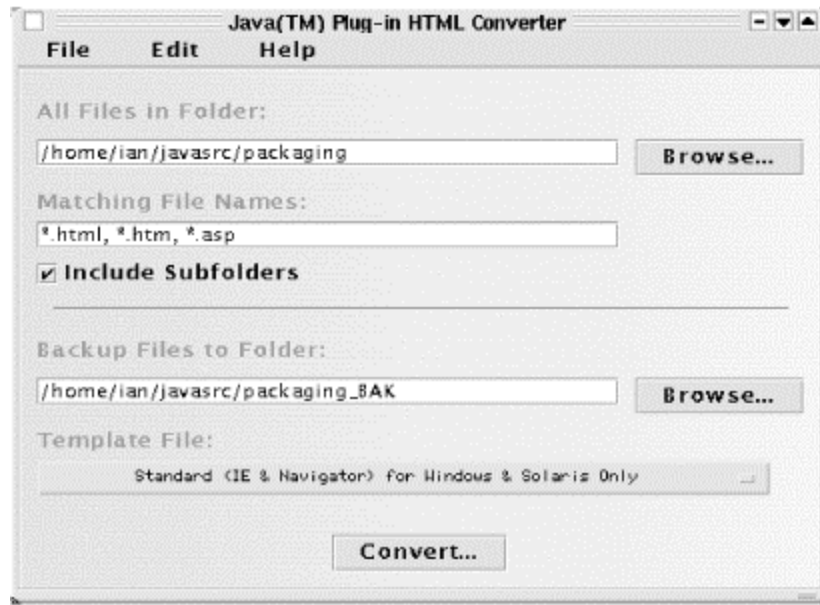 Java(TM) Plug-in HTML Converter
File Edit Help
All Files in Folder:
/home/ian/javasrc/packaging Browse...
Matching File Names:
*.html, *.htm, *.asp
Include Subfolders
Backup Files to Folder:
/home/ian/javasrc/packaging_BAK Browse...
Template File:
Standard (IE & Navigator) for Windows & Solaris Only
Convert...